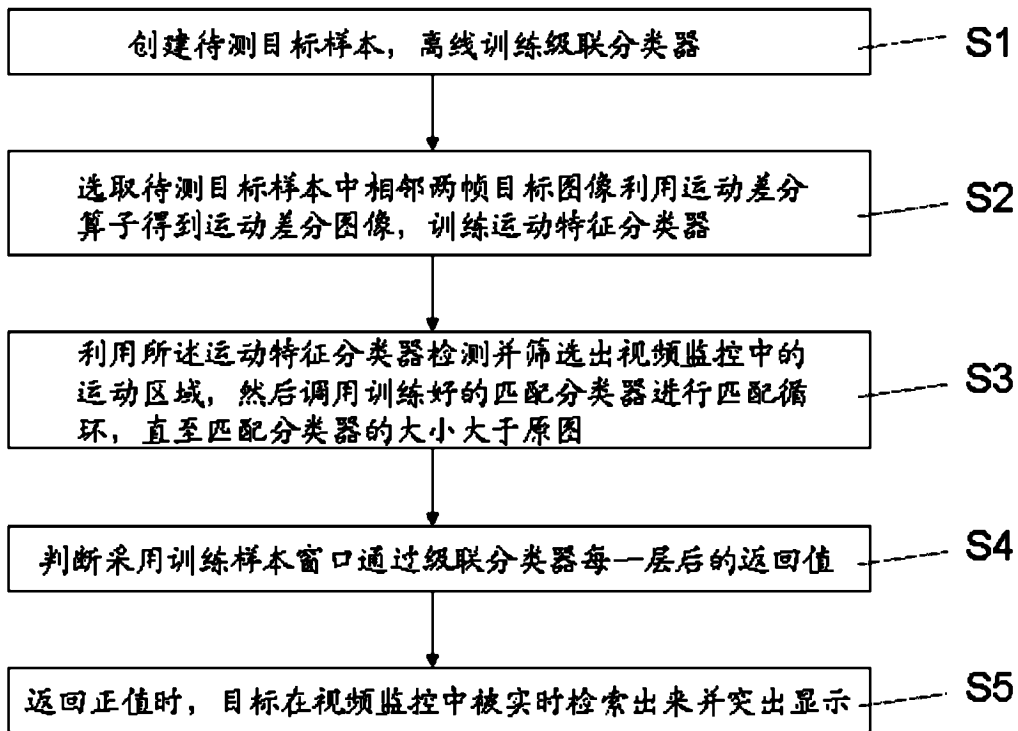 创建待测目标样本，离线训练级联分类器
S1
选取待测目标样本中相邻两帧目标图像利用运动差分
算子得到运动差分图像，训练运动特征分类器
S2
利用所述运动特征分类器检测并筛选出视频监控中的
运动区域，然后调用训练好的匹配分类器进行匹配循
环，直至匹配分类器的大小大于原图
S3
判断采用训练样本窗口通过级联分类器每一层后的返回值
S4
返回正值时，目标在视频监控中被实时检索出来并突出显示
S5